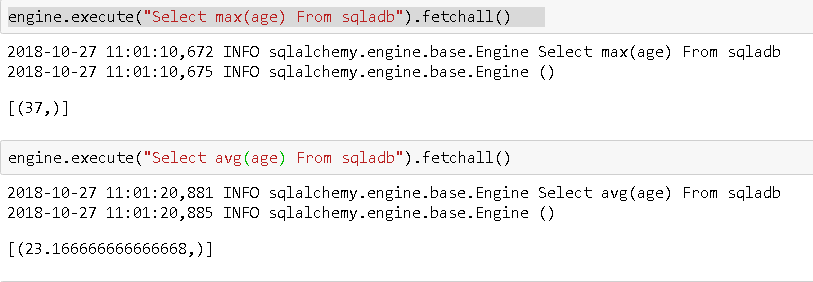 engine.execute("Select max(age) From sqladb").fetchall()
2018-10-27 11:01:10,672 INFO sqlalchemy.engine.base.Engine Select max(age) From sqladb
2018-10-27 11:01:10,675 INFO sqlalchemy.engine.base.Engine ()
[(37,)]
engine.execute("Select avg(age) From sqladb").fetchall()
2018-10-27 11:01:20,881 INFO sqlalchemy.engine.base.Engine Select avg(age) From sqladb
2018-10-27 11:01:20,885 INFO sqlalchemy.engine.base.Engine ()
[(23.166666666666668,)]